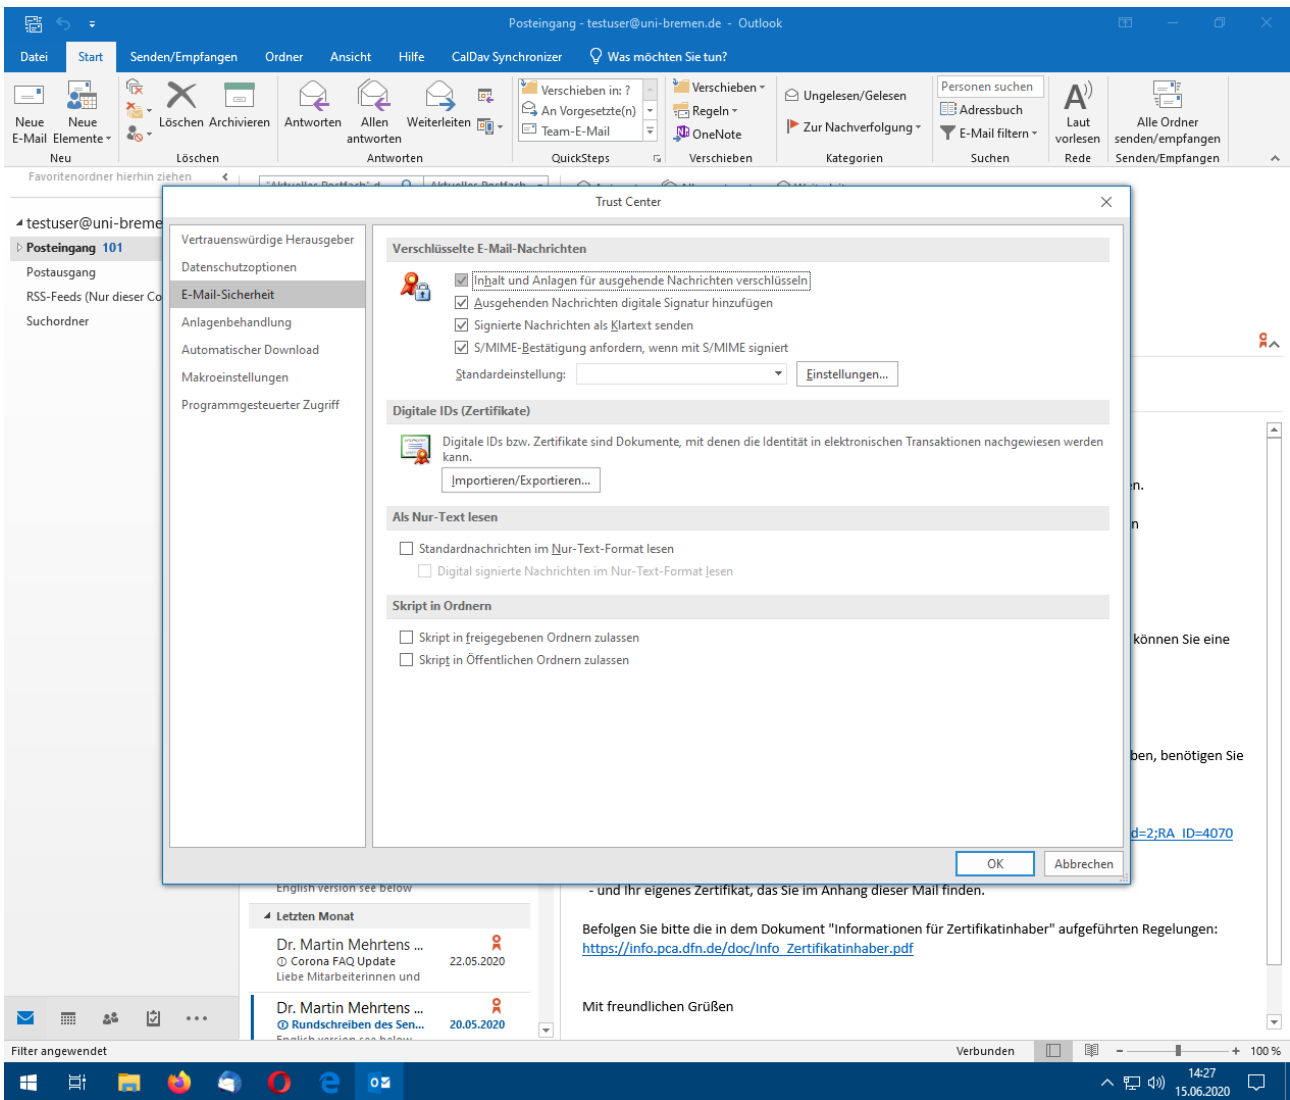 Posteingang - testuser@uni-bremen.de - Outlook
Datei Start Senden/Empfangen Ordner Ansicht Hilfe CalDav Synchronizer Was möchten Sie tun?
Neue E-Mail
Neue Elemente
Neu
Löschen Archivieren
Löschen
Antworten
Allen antworten
Weiterleiten
Antworten
Verschieben in: ?
An Vorgesetzte(n)
Team-E-Mail
QuickSteps
Verschieben
Regeln
OneNote
Verschieben
Ungelesen/Gelesen
Zur Nachverfolgung
Kategorien
Personen suchen
Adressbuch
E-Mail filtern
Suchen
Laut vorlesen
Rede
Alle Ordner senden/empfangen
Senden/Empfangen
Favoritenordner hierhin ziehen
testuser@uni-breme
Posteingang 101
Postausgang
RSS-Feeds (Nur dieser Co
Suchordner
Trust Center
Vertrauenswürdige Herausgeber
Datenschutzoptionen
E-Mail-Sicherheit
Anlagenbehandlung
Automatischer Download
Makroeinstellungen
Programmgesteuerter Zugriff
Verschlüsselte E-Mail-Nachrichten
Inhalt und Anlagen für ausgehende Nachrichten verschlüsseln
Ausgehenden Nachrichten digitale Signatur hinzufügen
Signierte Nachrichten als Klartext senden
S/MIME-Bestätigung anfordern, wenn mit S/MIME signiert
Standardeinstellung: Einstellungen...
Digitale IDs (Zertifikate)
Digitale IDs bzw. Zertifikate sind Dokumente, mit denen die Identität in elektronischen Transaktionen nachgewiesen werden
kann.
Importieren/Exportieren...
Als Nur-Text lesen
Standardnachrichten im Nur-Text-Format lesen
Digital signierte Nachrichten im Nur-Text-Format lesen
Skript in Ordnern
Skript in freigegebenen Ordnern zulassen
Skript in Öffentlichen Ordnern zulassen
OK Abbrechen
en.
n
können Sie eine
ben, benötigen Sie
d=2;RA_ID=4070
English version see below
Letzten Monat
Dr. Martin Mehrtens ...
Corona FAQ Update 22.05.2020
Liebe Mitarbeiterinnen und
Dr. Martin Mehrtens ...
Rundschreiben des Sen... 20.05.2020
English version see below
- und Ihr eigenes Zertifikat, das Sie im Anhang dieser Mail finden.
Befolgen Sie bitte die in dem Dokument "Informationen für Zertifikatinhaber" aufgeführten Regelungen:
https://info.pca.dfn.de/doc/Info_Zertifikatinhaber.pdf
Mit freundlichen Grüßen
Filter angewendet Verbunden 100 %
14:27
15.06.2020